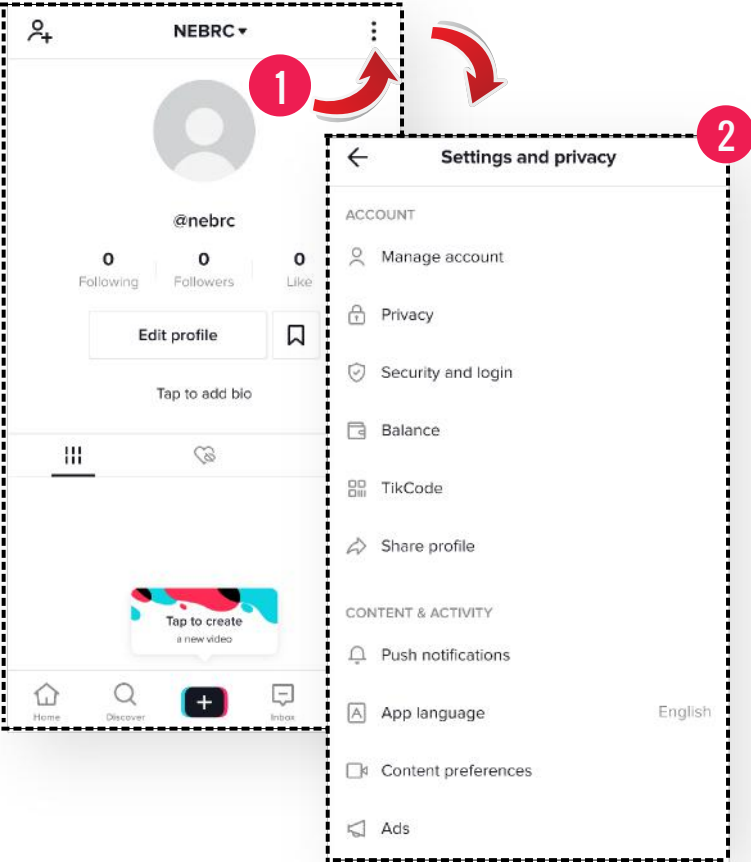 NEBRC
1
@nebrc
0 0 0
Following Followers Like
Edit profile
Tap to add bio
Tap to create
a new video
Home Discover Inbox
2
Settings and privacy
ACCOUNT
Manage account
Privacy
Security and login
Balance
TikCode
Share profile
CONTENT & ACTIVITY
Push notifications
A App language English
Content preferences
Ads